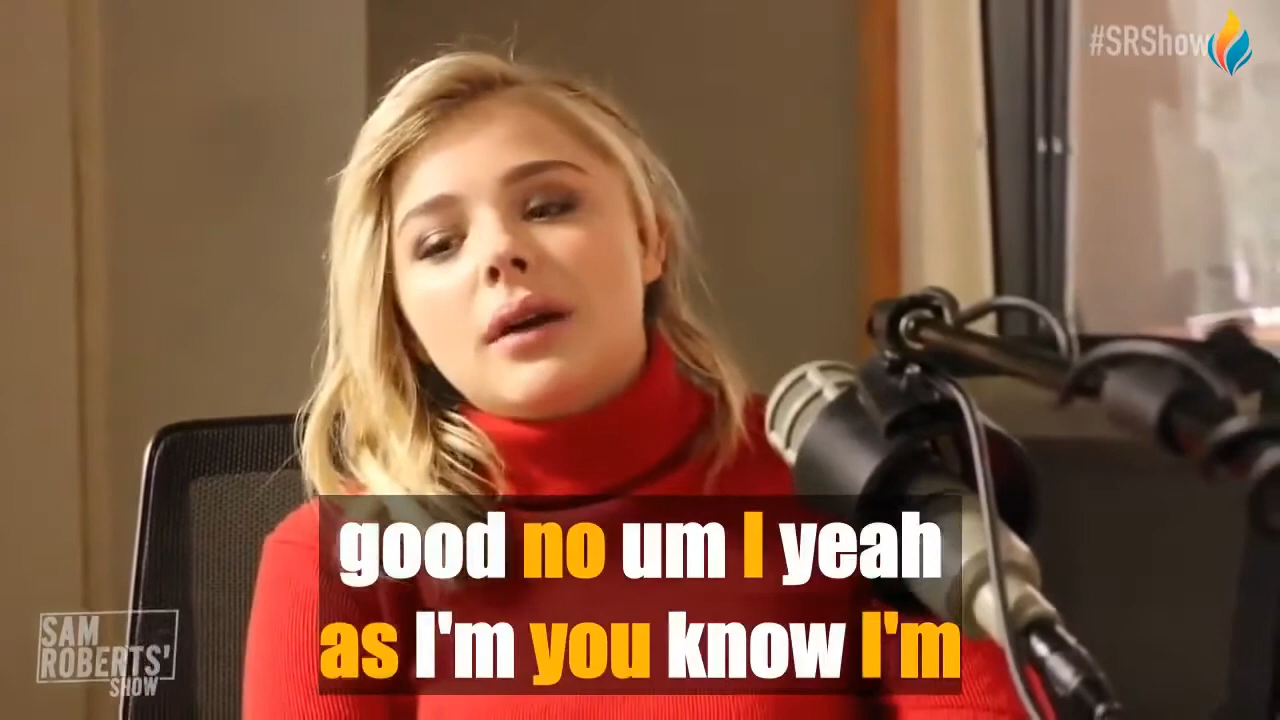 #SRShow
good no um I yeah
as I'm you know I'm
SAM
ROBERTS'
SHOW